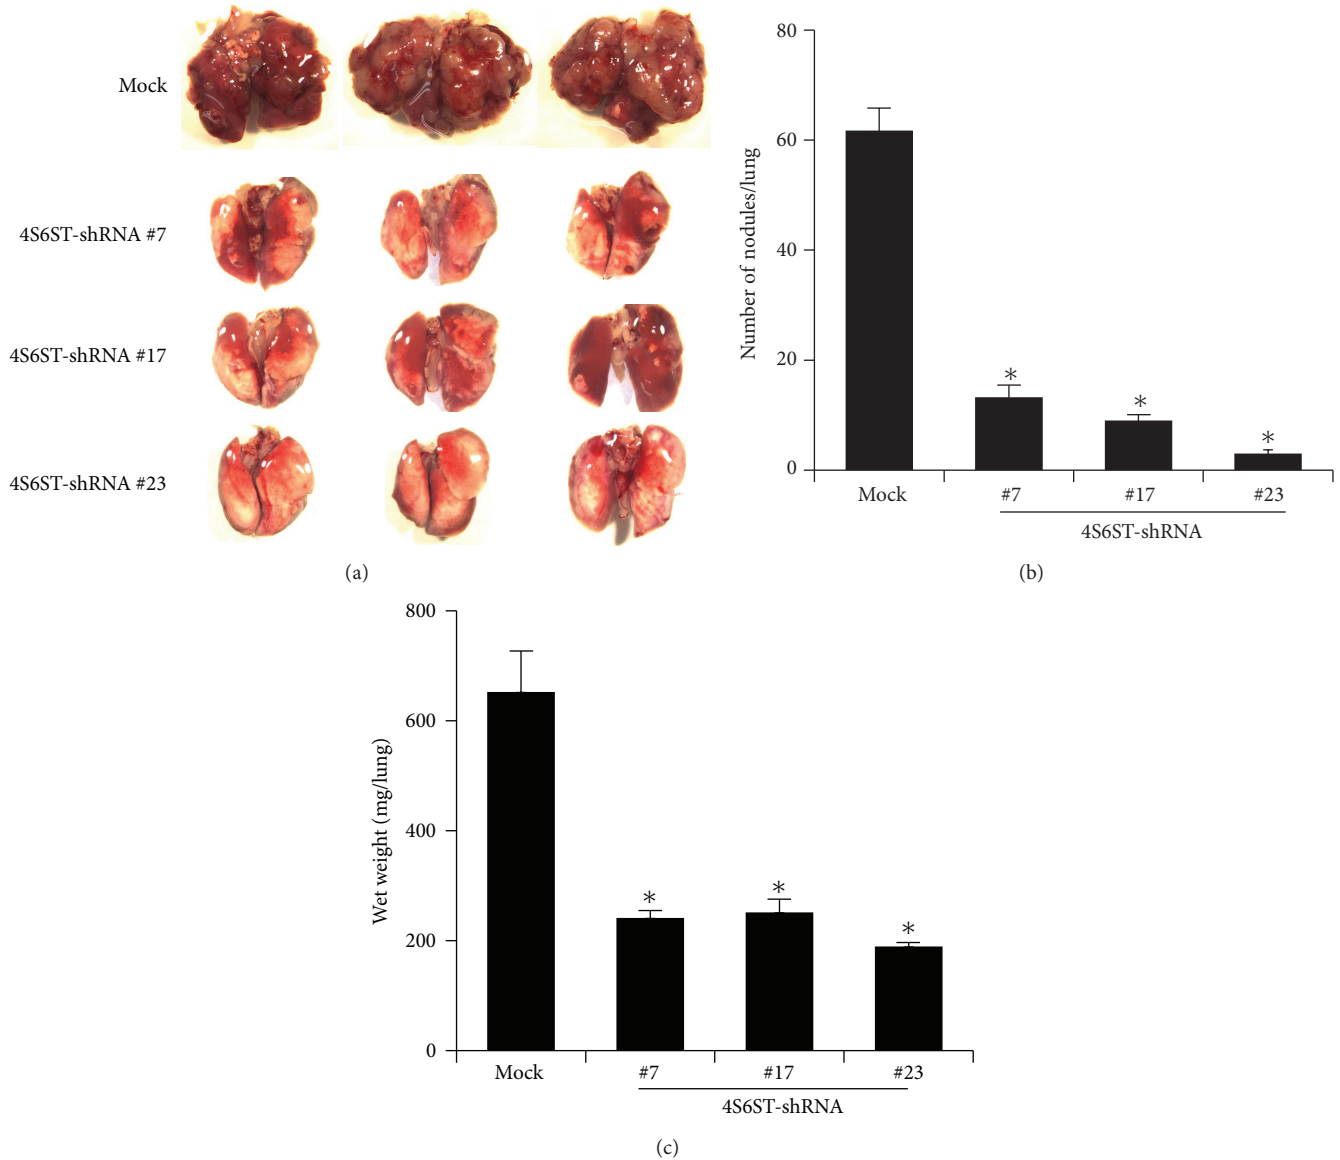 Mock
4S6ST-shRNA #7
4S6ST-shRNA #17
4S6ST-shRNA #23
(a)
Number of nodules/lung
80
60
40
20
0
*
*
*
Mock
#7
#17
#23
4S6ST-shRNA
(b)
Wet weight (mg/lung)
800
600
400
200
0
*
*
*
Mock
#7
#17
#23
4S6ST-shRNA
(c)